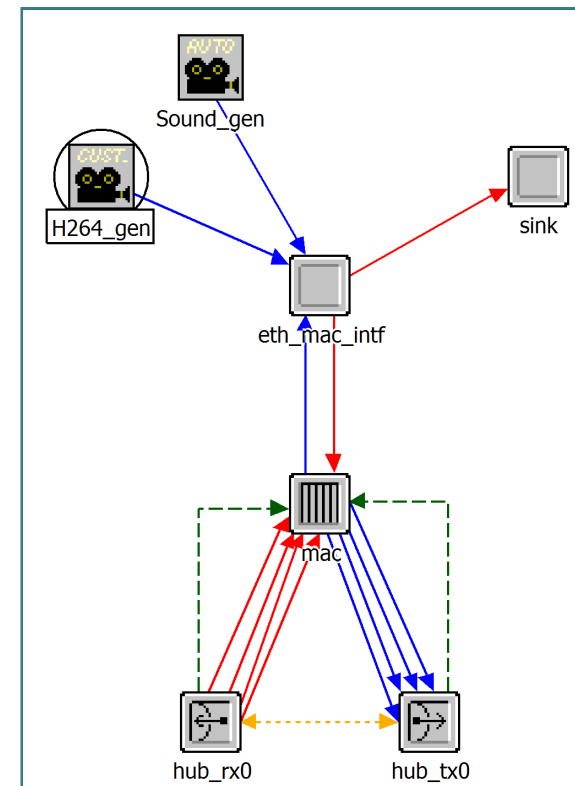 AUTO
Sound_gen
CUST.
H264_gen
sink
eth_mac_intf
mac
hub_rx0
hub_tx0